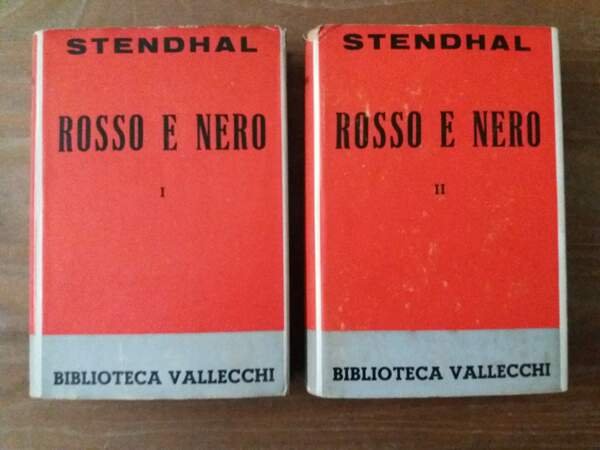 STENDHAL
ROSSO E NERO
I
BIBLIOTECA VALLECCHI
STENDHAL
ROSSO E NERO
II
BIBLIOTECA VALLECCHI